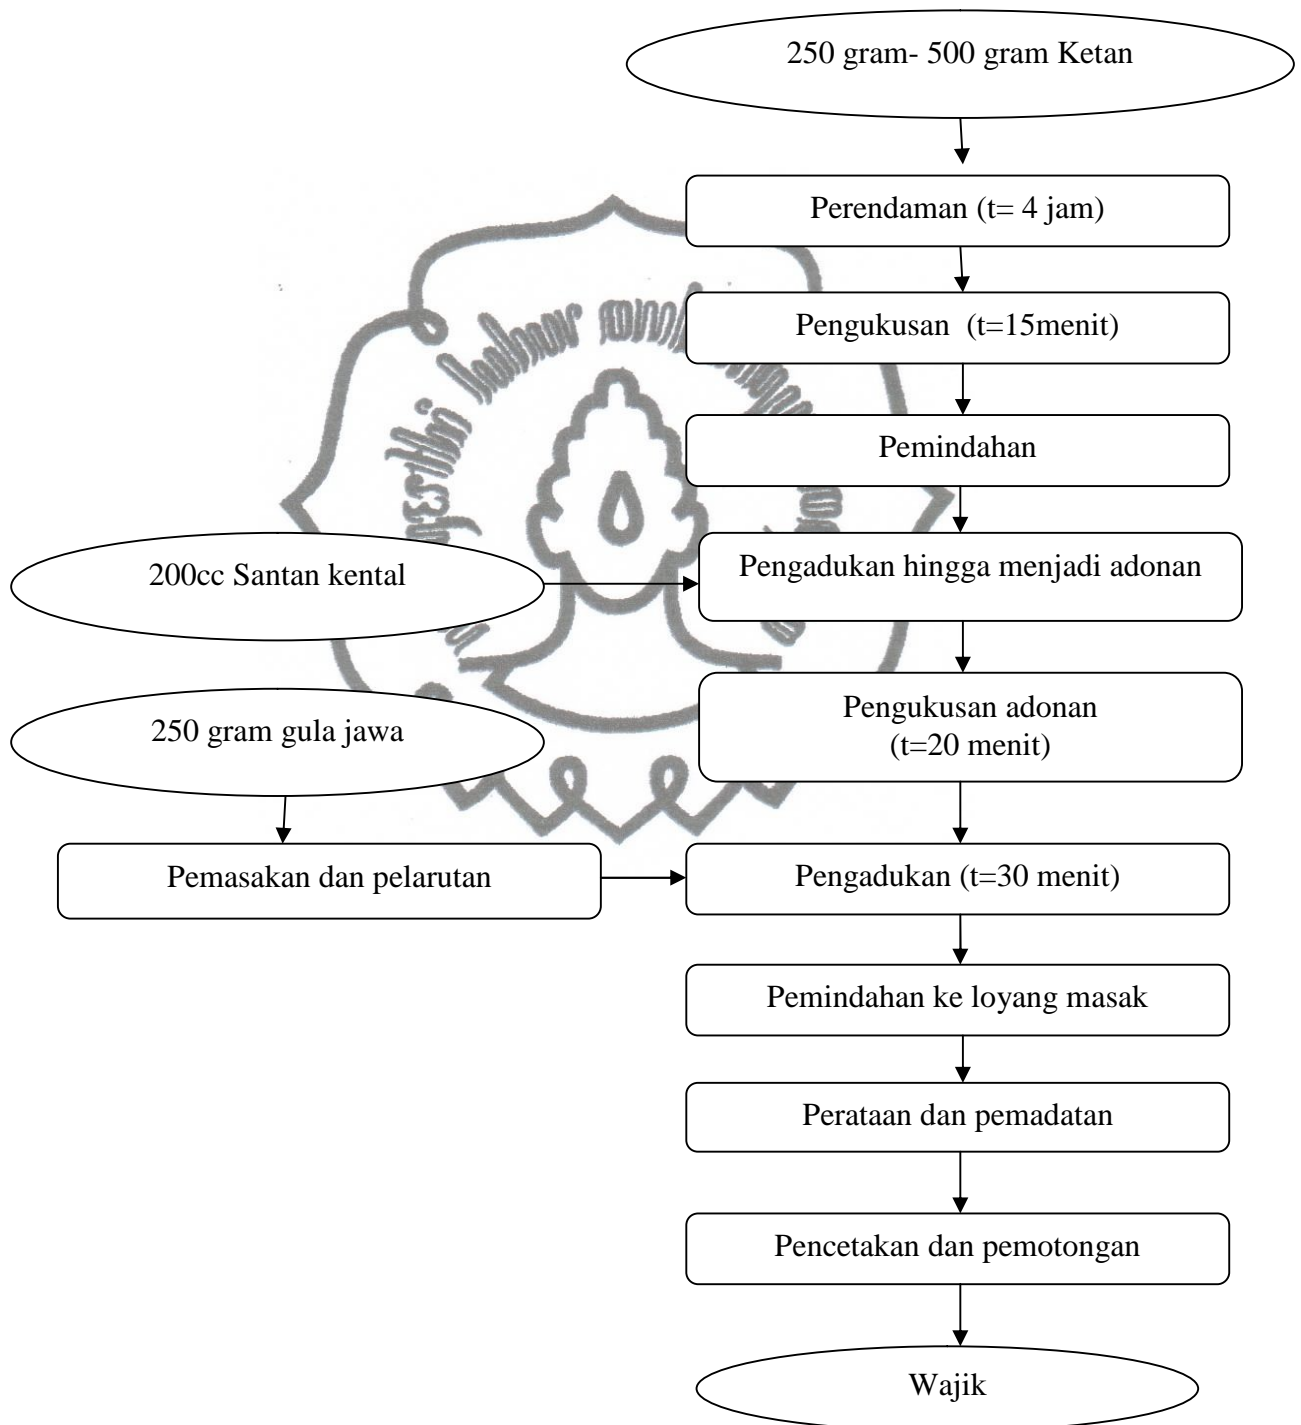 250 gram- 500 gram Ketan
Perendaman (t= 4 jam)
Pengukusan (t=15menit)
Pemindahan
200cc Santan kental
Pengadukan hingga menjadi adonan
250 gram gula jawa
Pengukusan adonan
(t=20 menit)
Pemasakan dan pelarutan
Pengadukan (t=30 menit)
Pemindahan ke loyang masak
Perataan dan pemadatan
Pencetakan dan pemotongan
Wajik